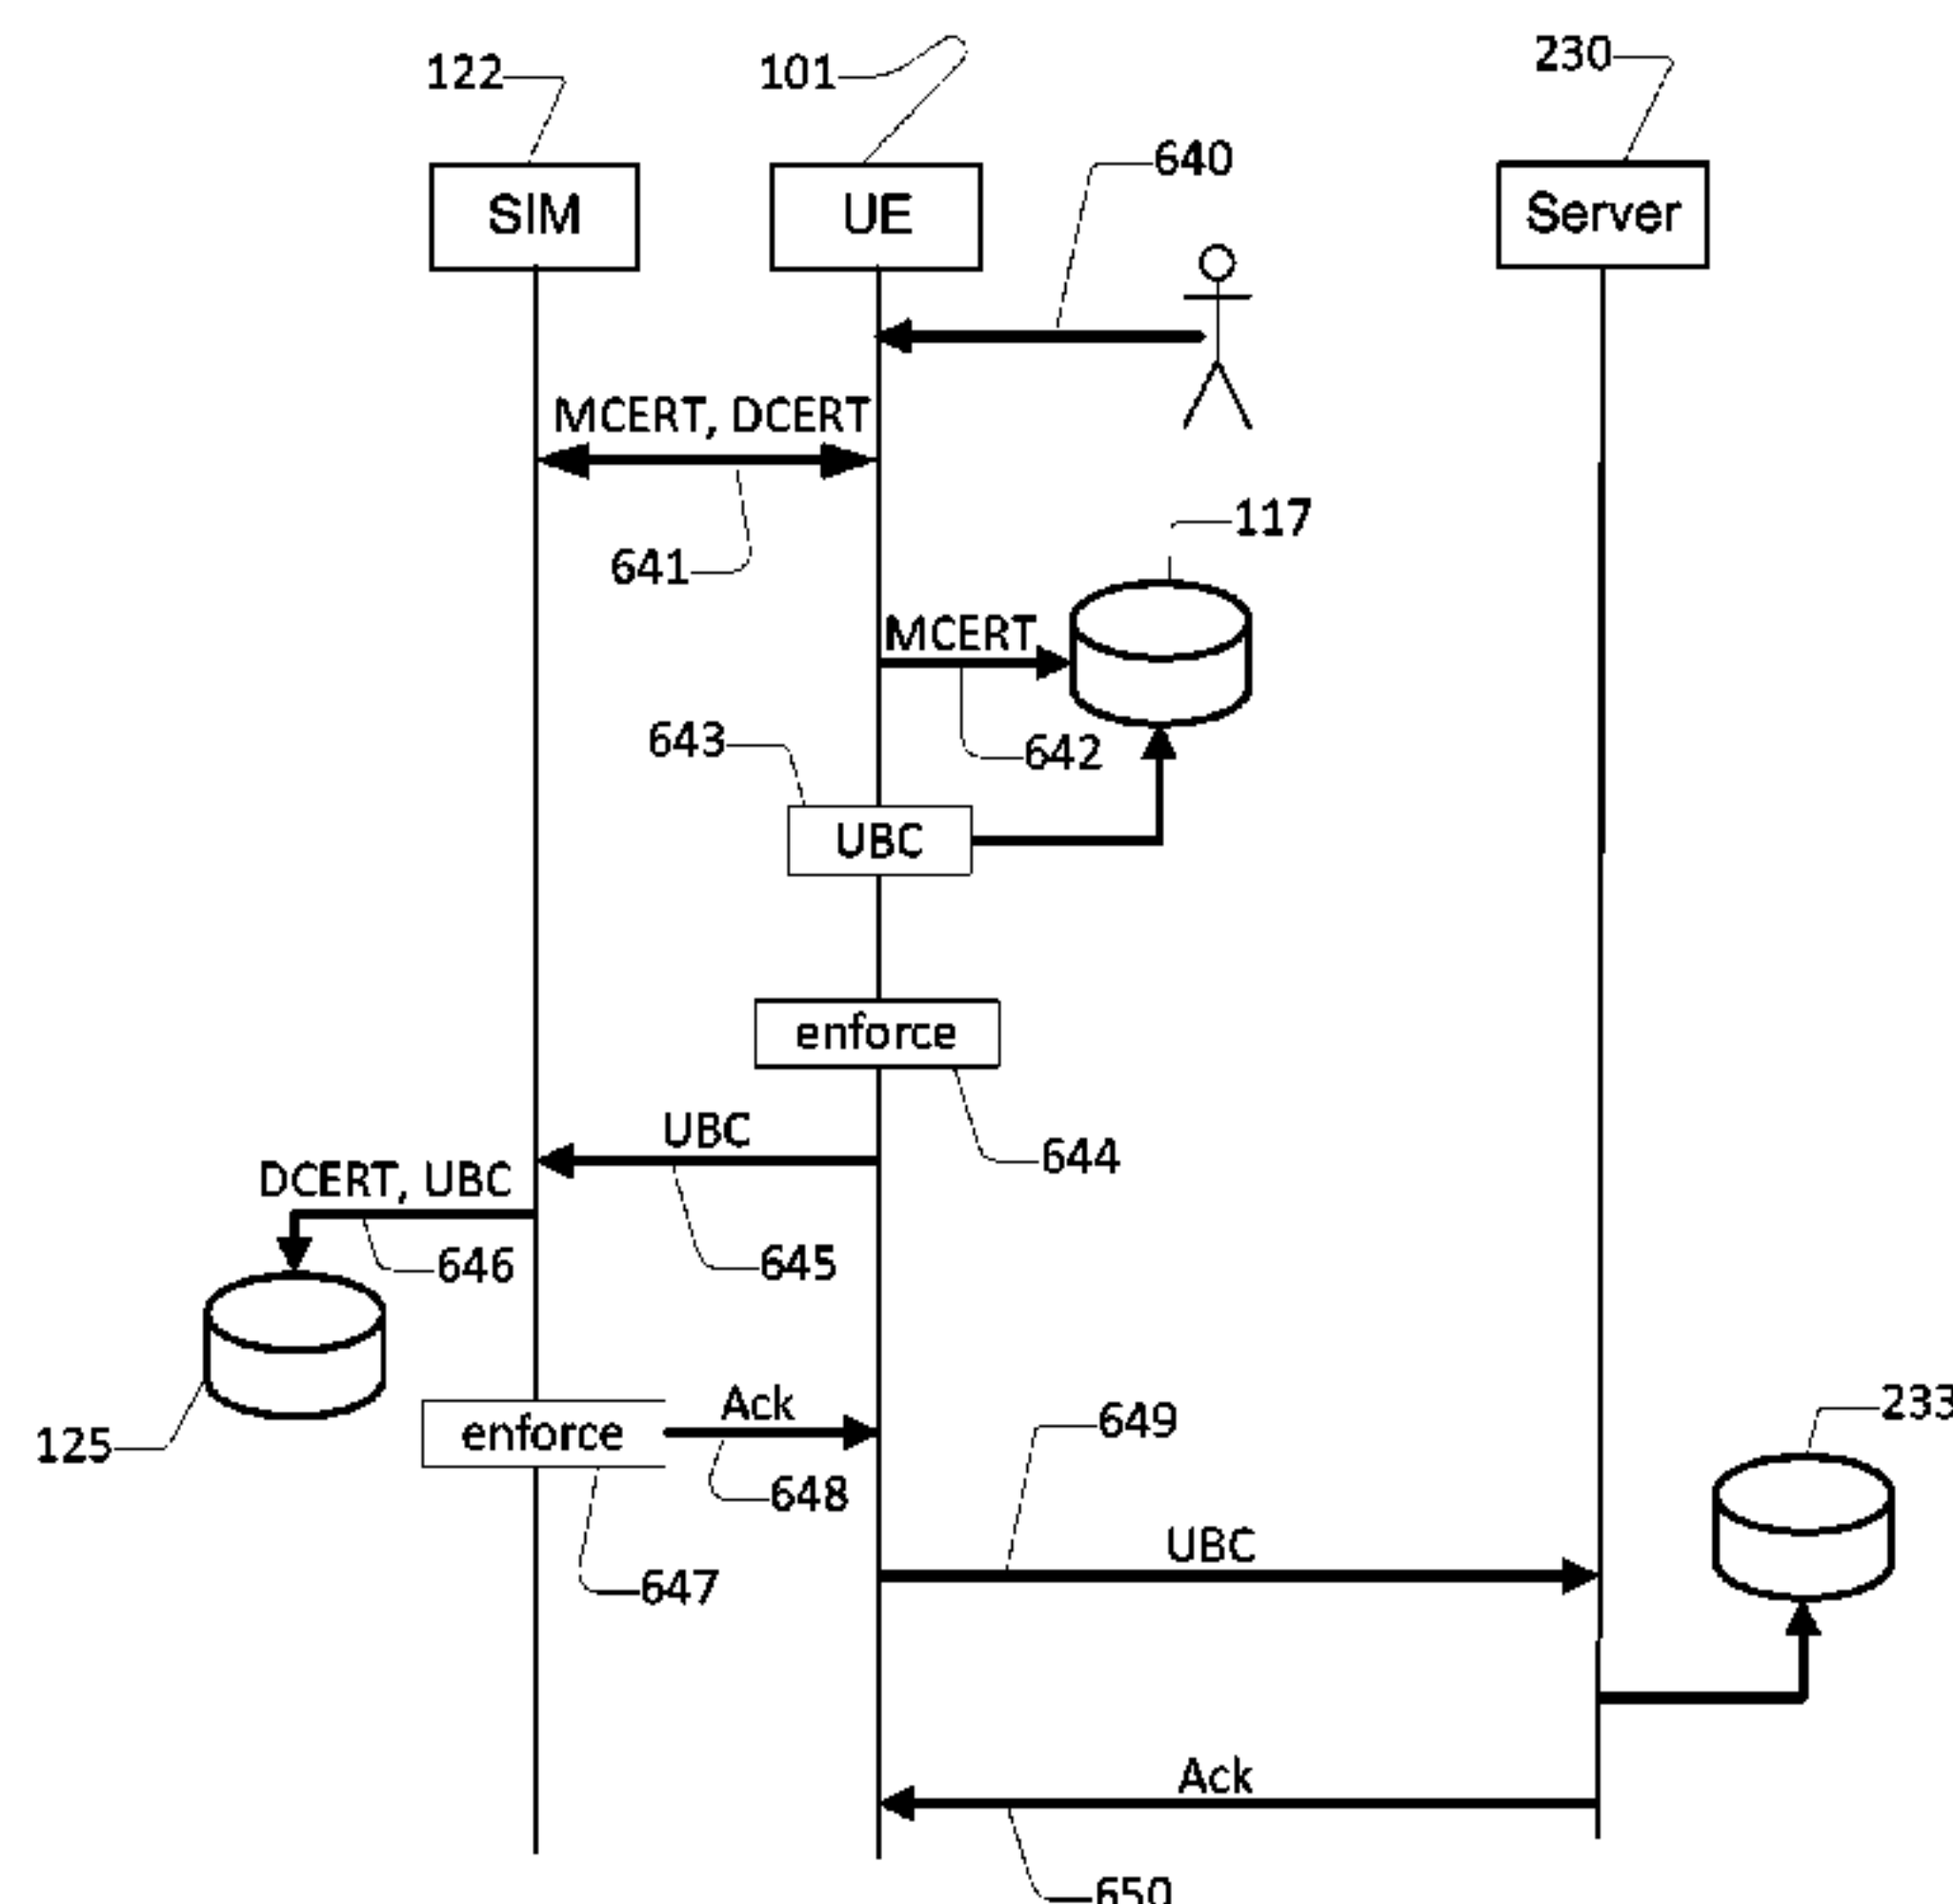 122
101
230
SIM
UE
Server
640
MCERT, DCERT
641
117
MCERT
642
643
UBC
enforce
644
UBC
645
DCERT, UBC
646
125
enforce
Ack
648
647
649
233
UBC
Ack
650